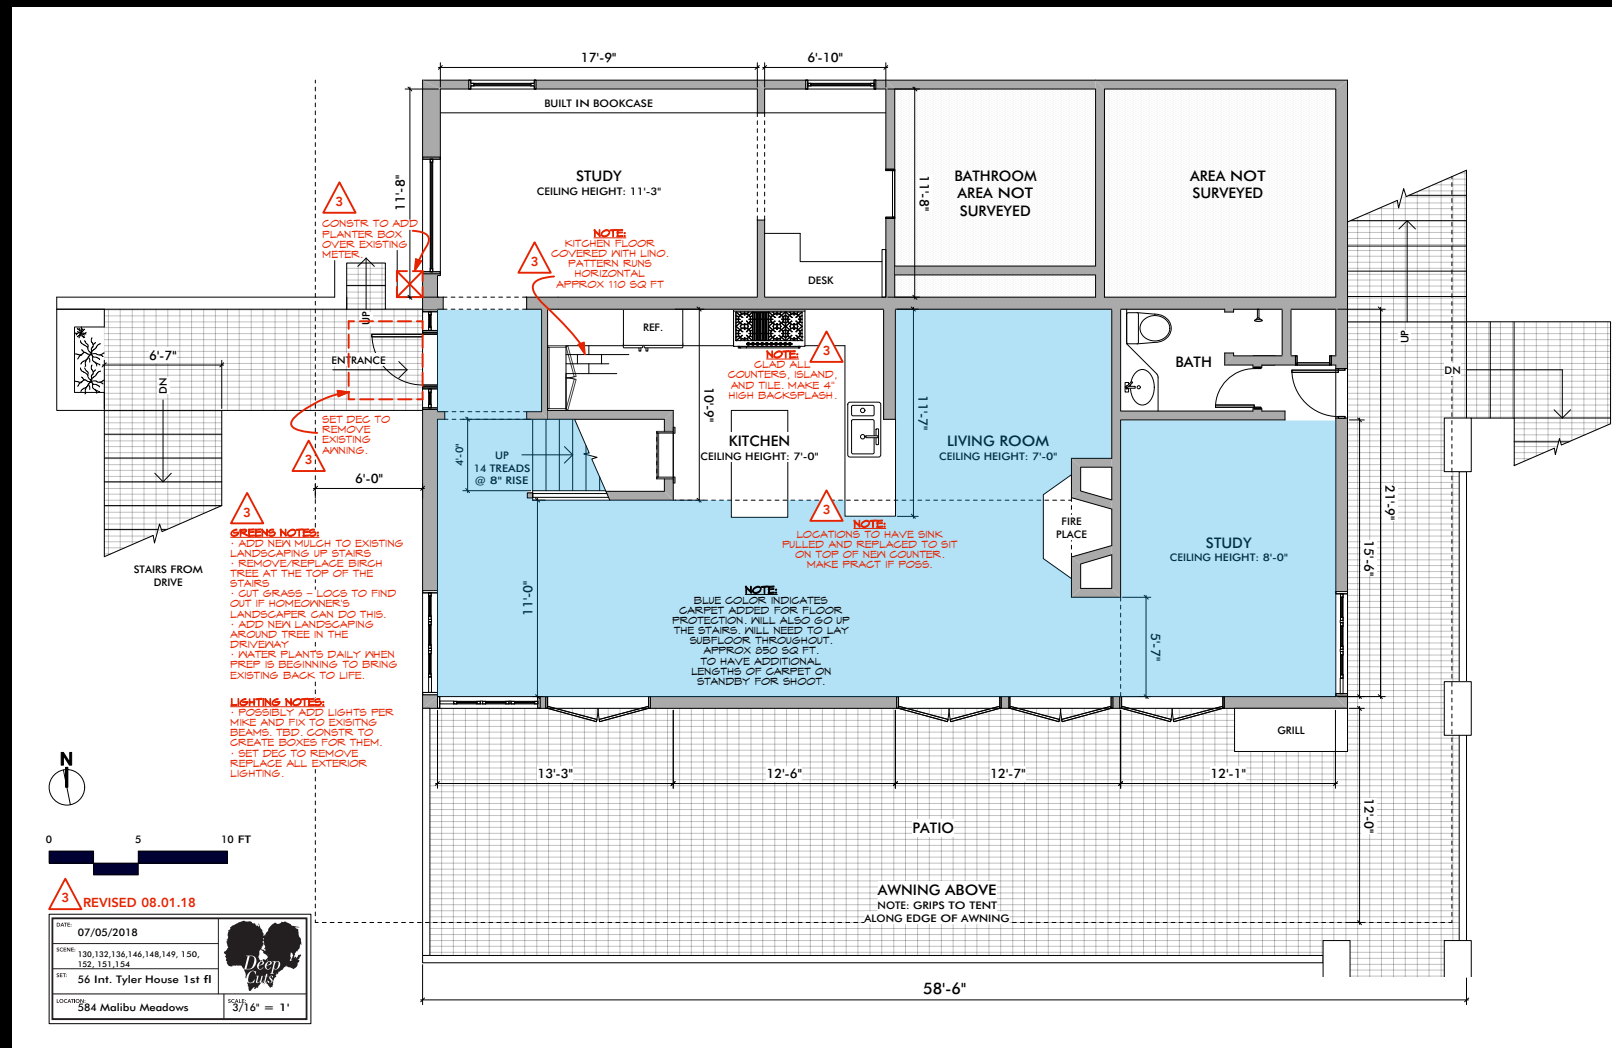 17'-9"
6'-10"
BUILT IN BOOKCASE
STUDY
CEILING HEIGHT: 11'-3"
11'-8"
11'-8"
BATHROOM
AREA NOT
SURVEYED
AREA NOT
SURVEYED
3
CONSTR TO ADD
PLANTER BOX
OVER EXISTING
METER.
3
NOTE:
KITCHEN FLOOR
COVERED WITH LINO.
PATTERN RUNS
HORIZONTAL
APPROX 110 SQ FT
DESK
UP
REF.
ENTRANCE
6'-7"
DN
3
NOTE:
CLAD ALL
COUNTERS, ISLAND,
AND TILE. MAKE 4"
HIGH BACKSPLASH.
BATH
UP
DN
10'-9"
11'-7"
SET DEC TO
REMOVE
EXISTING
AWNING.
3
4'-0"
UP
14 TREADS
@ 8" RISE
KITCHEN
CEILING HEIGHT: 7'-0"
LIVING ROOM
CEILING HEIGHT: 7'-0"
6'-0"
21'-9"
3
GREENS NOTES:
· ADD NEW MULCH TO EXISTING
LANDSCAPING UP STAIRS
· REMOVE/REPLACE BIRCH
TREE AT THE TOP OF THE
STAIRS
· CUT GRASS – LOCS TO FIND
OUT IF HOMEOWNER'S
LANDSCAPER CAN DO THIS.
· ADD NEW LANDSCAPING
AROUND TREE IN THE
DRIVEWAY
· WATER PLANTS DAILY WHEN
PREP IS BEGINNING TO BRING
EXISTING BACK TO LIFE.
STAIRS FROM
DRIVE
3
NOTE:
LOCATIONS TO HAVE SINK
PULLED AND REPLACED TO SIT
ON TOP OF NEW COUNTER.
MAKE PRACT IF POSS.
FIRE
PLACE
STUDY
CEILING HEIGHT: 8'-0"
15'-6"
11'-0"
NOTE:
BLUE COLOR INDICATES
CARPET ADDED FOR FLOOR
PROTECTION. WILL ALSO GO UP
THE STAIRS. WILL NEED TO LAY
SUBFLOOR THROUGHOUT.
APPROX 850 SQ FT.
TO HAVE ADDITIONAL
LENGTHS OF CARPET ON
STANDBY FOR SHOOT.
5'-7"
LIGHTING NOTES:
· POSSIBLY ADD LIGHTS PER
MIKE AND FIX TO EXISITNG
BEAMS. TBD. CONSTR TO
CREATE BOXES FOR THEM.
· SET DEC TO REMOVE
REPLACE ALL EXTERIOR
LIGHTING.
GRILL
N
13'-3"
12'-6"
12'-7"
12'-1"
12'-0"
PATIO
0 5 10 FT
AWNING ABOVE
NOTE: GRIPS TO TENT
ALONG EDGE OF AWNING
3
REVISED 08.01.18
DATE: 07/05/2018
SCENE: 130,132,136,146,148,149, 150,
152, 151,154
SET: 56 Int. Tyler House 1st fl
LOCATION: 584 Malibu Meadows
SCALE: 3/16" = 1'
Deep
Cuts
58'-6"